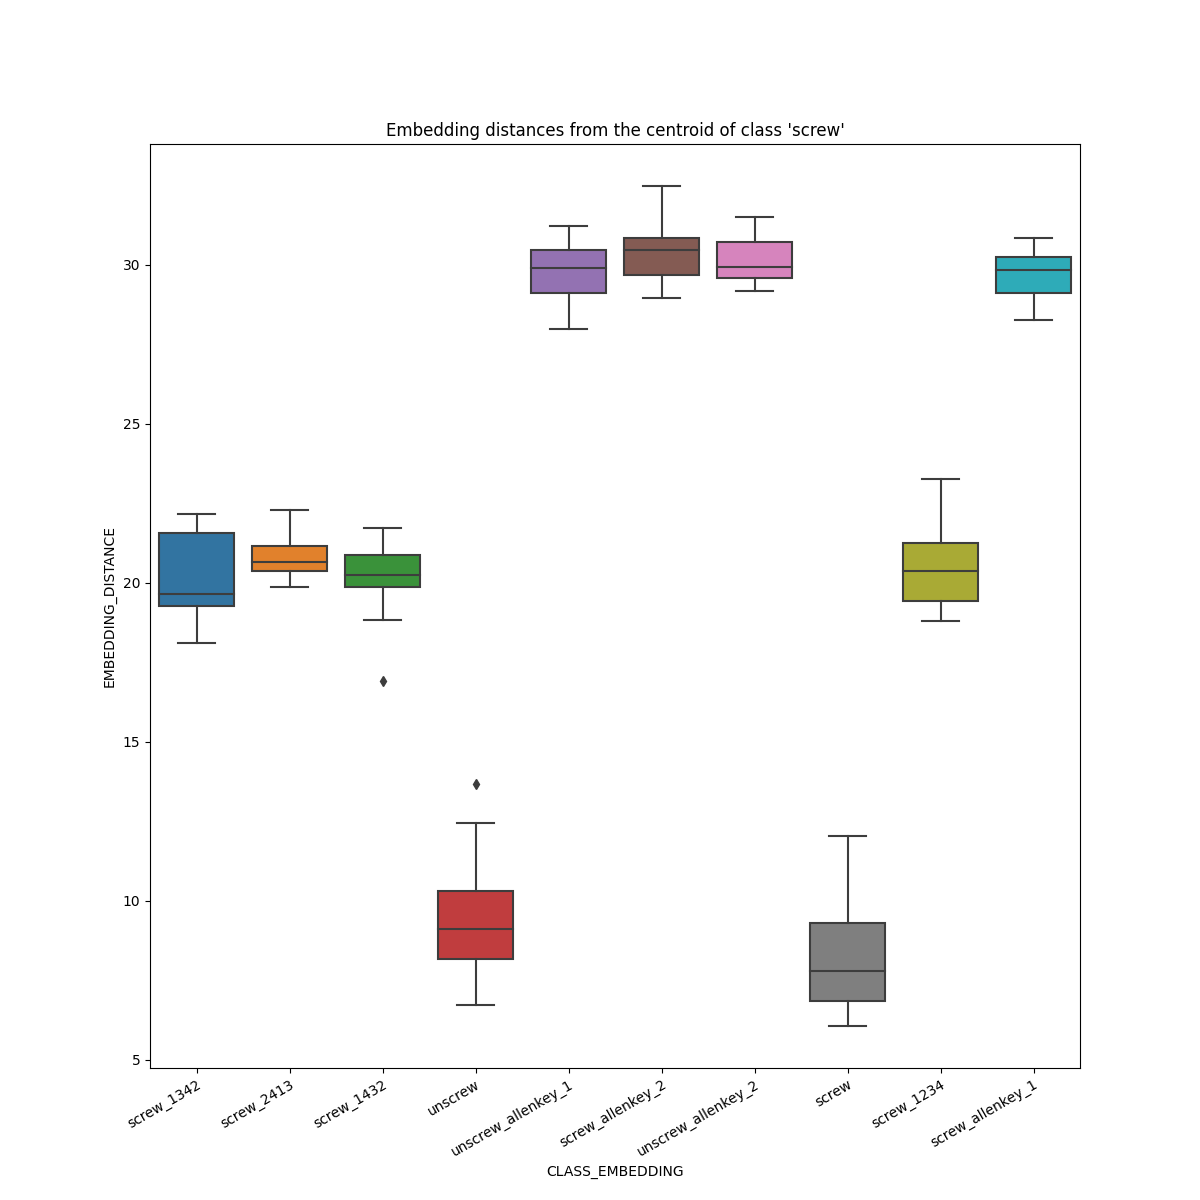 Embedding distances from the centroid of class 'screw'
EMBEDDING_DISTANCE
30
25
20
15
10
5
screw_1342
screw_2413
screw_1432
unscrew
unscrew_allenkey_1
screw_allenkey_2
unscrew_allenkey_2
screw
screw_1234
screw_allenkey_1
CLASS_EMBEDDING